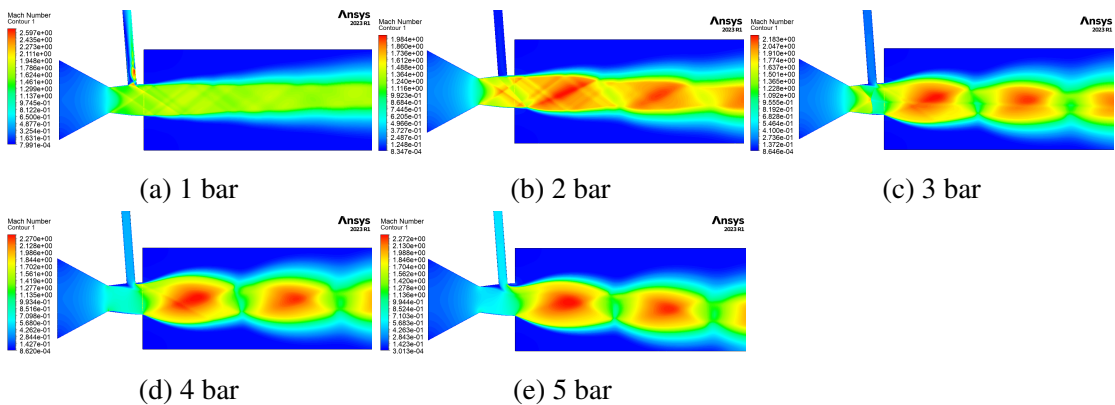 Mach Number
Contour 1
2.597e+00
2.435e+00
2.273e+00
2.111e+00
1.948e+00
1.786e+00
1.624e+00
1.461e+00
1.299e+00
1.137e+00
9.745e-01
8.122e-01
6.500e-01
4.877e-01
3.254e-01
1.631e-01
7.991e-04
Ansys
2023 R1
(a) 1 bar
Mach Number
Contour 1
1.984e+00
1.860e+00
1.736e+00
1.612e+00
1.488e+00
1.364e+00
1.240e+00
1.116e+00
9.923e-01
8.684e-01
7.445e-01
6.205e-01
4.966e-01
3.727e-01
2.487e-01
1.248e-01
8.347e-04
Ansys
2023 R1
(b) 2 bar
Mach Number
Contour 1
2.183e+00
2.047e+00
1.910e+00
1.774e+00
1.637e+00
1.501e+00
1.365e+00
1.228e+00
1.092e+00
9.555e-01
8.192e-01
6.828e-01
5.464e-01
4.100e-01
2.736e-01
1.372e-01
8.646e-04
Ansys
2023 R1
(c) 3 bar
Mach Number
Contour 1
2.270e+00
2.128e+00
1.986e+00
1.844e+00
1.702e+00
1.561e+00
1.419e+00
1.277e+00
1.135e+00
9.934e-01
8.516e-01
7.098e-01
5.680e-01
4.262e-01
2.844e-01
1.427e-01
8.620e-04
Ansys
2023 R1
(d) 4 bar
Mach Number
Contour 1
2.272e+00
2.130e+00
1.988e+00
1.846e+00
1.704e+00
1.562e+00
1.420e+00
1.278e+00
1.136e+00
9.944e-01
8.524e-01
7.103e-01
5.683e-01
4.263e-01
2.843e-01
1.423e-01
3.013e-04
Ansys
2023 R1
(e) 5 bar